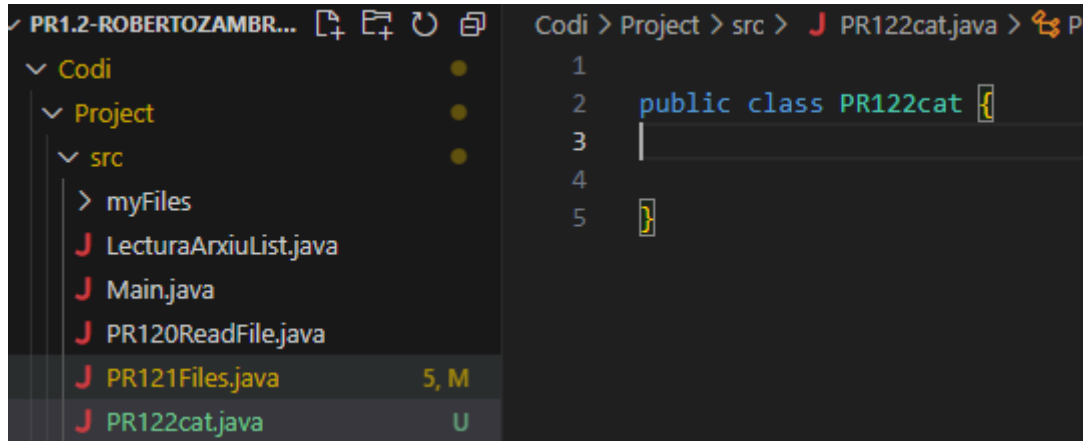 PR1.2-ROBERTOZAMBR...
Codi
Project
src
myFiles
J LecturaArxiuList.java
J Main.java
J PR120ReadFile.java
J PR121Files.java 5, M
J PR122cat.java U
Codi > Project > src > J PR122cat.java > P
1
2 public class PR122cat {
3
4
5 }